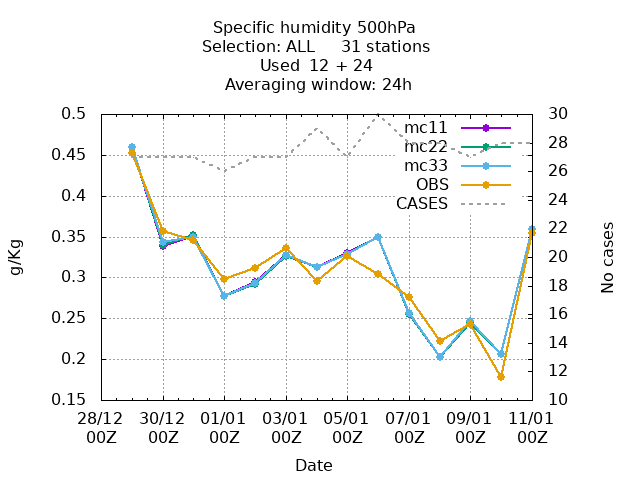 Specific humidity 500hPa
Selection: ALL 31 stations
Used 12 + 24
Averaging window: 24h
0.5
0.45
0.4
0.35
0.3
0.25
0.2
0.15
g/Kg
30
28
26
24
22
20
18
16
14
12
10
No cases
mc11
mc22
mc33
OBS
CASES
28/12 30/12 01/01 03/01 05/01 07/01 09/01 11/01
00Z 00Z 00Z 00Z 00Z 00Z 00Z 00Z
Date